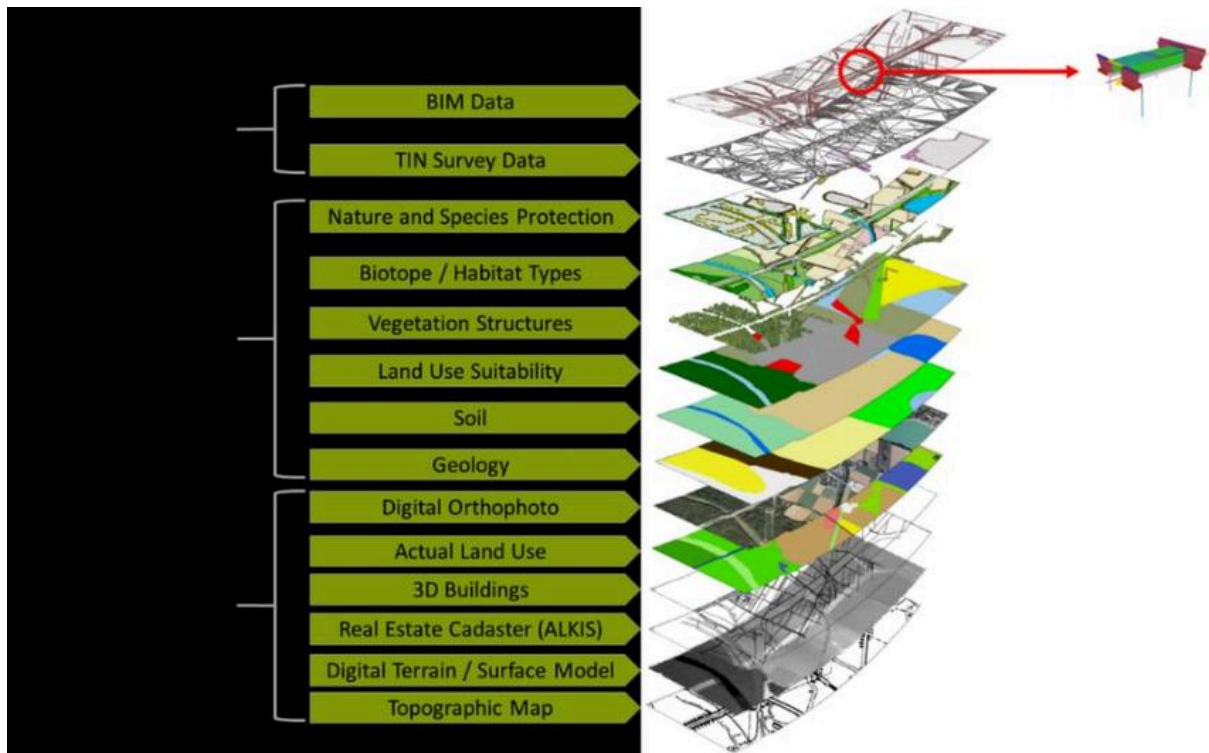 BIM Data
TIN Survey Data
Nature and Species Protection
Biotope / Habitat Types
Vegetation Structures
Land Use Suitability
Soil
Geology
Digital Orthophoto
Actual Land Use
3D Buildings
Real Estate Cadaster (ALKIS)
Digital Terrain / Surface Model
Topographic Map